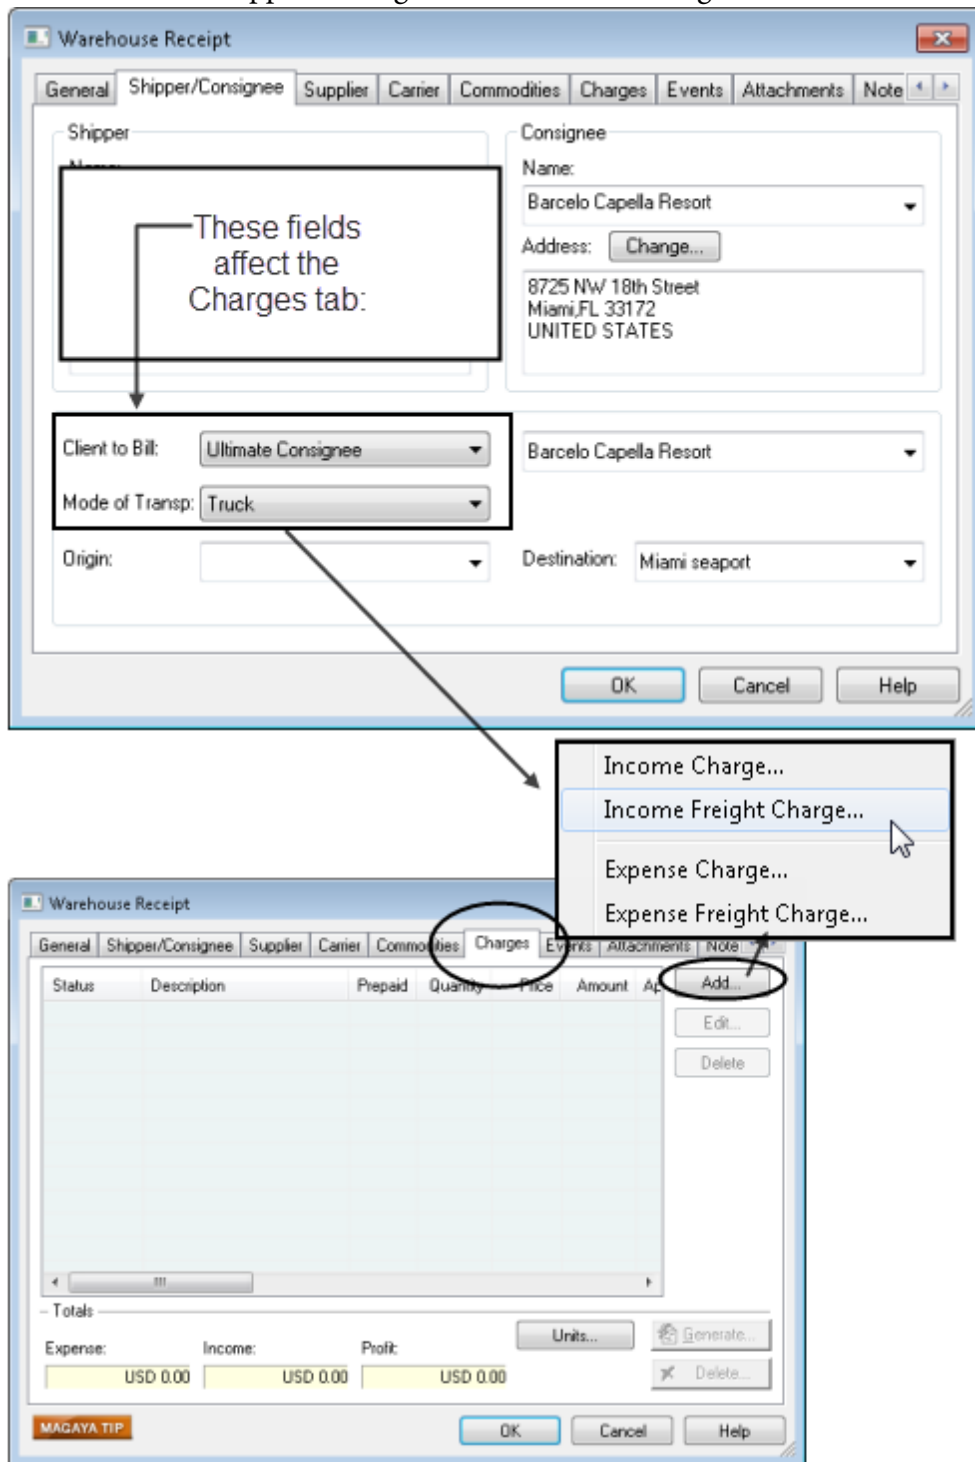 Warehouse Receipt
General Shipper/Consignee Supplier Carrier Commodities Charges Events Attachments Note
Shipper
Consignee
Name:
These fields
affect the
Charges tab:
Barcelo Capella Resort
Address: Change...
8725 NW 18th Street
Miami,FL 33172
UNITED STATES
Client to Bill: Ultimate Consignee Barcelo Capella Resort
Mode of Transp: Truck
Origin: Destination: Miami seaport
OK Cancel Help
Income Charge...
Income Freight Charge...
Expense Charge...
Expense Freight Charge...
Warehouse Receipt
General Shipper/Consignee Supplier Carrier Commodities Charges Events Attachments Note
Status Description Prepaid Quantity Price Amount Ap Add...
Edit...
Delete
Totals
Units... Generate...
Expense: Income: Profit:
USD 0.00 USD 0.00 USD 0.00 Delete...
MAGAYA TIP OK Cancel Help